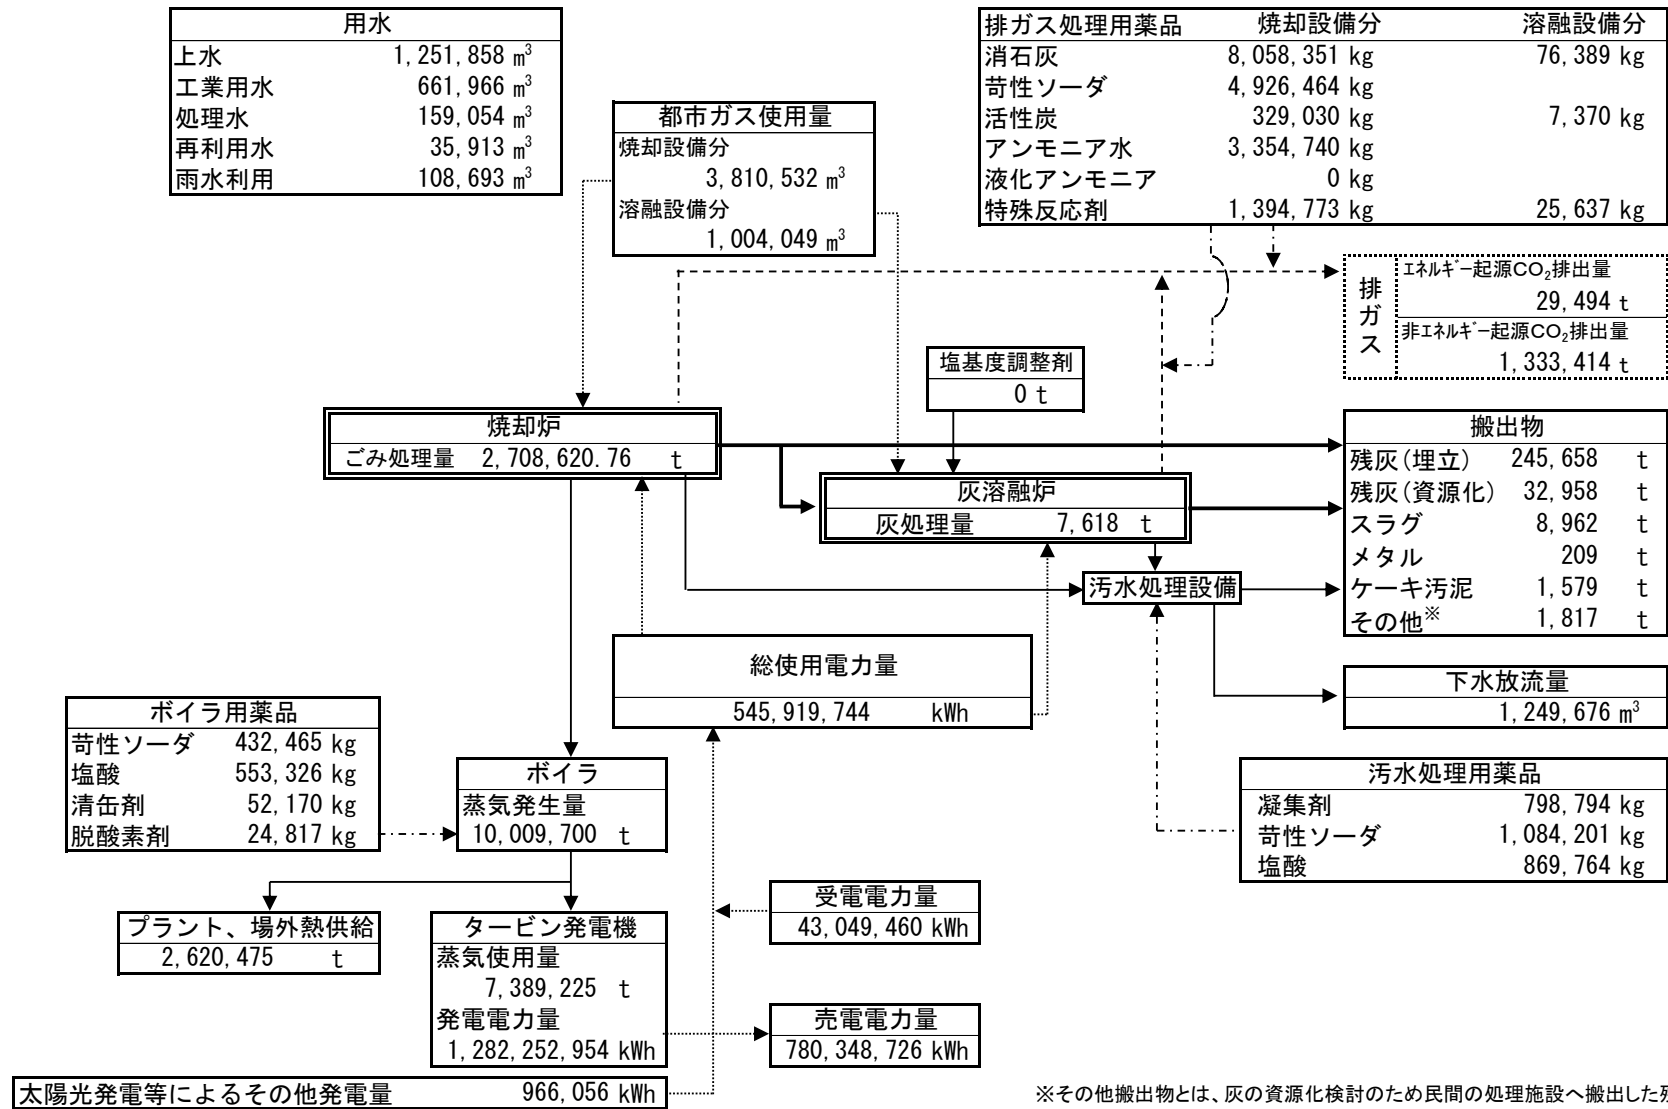 用水
上水 1,251,858 m³
工業用水 661,966 m³
処理水 159,054 m³
再利用水 35,913 m³
雨水利用 108,693 m³
排ガス処理用薬品 焼却設備分 溶融設備分
消石灰 8,058,351 kg 76,389 kg
苛性ソーダ 4,926,464 kg
活性炭 329,030 kg 7,370 kg
アンモニア水 3,354,740 kg
液化アンモニア 0 kg
特殊反応剤 1,394,773 kg 25,637 kg
都市ガス使用量
焼却設備分
3,810,532 m³
溶融設備分
1,004,049 m³
排ガス
エネルギー起源CO₂排出量
29,494 t
非エネルギー起源CO₂排出量
1,333,414 t
塩基度調整剤
0 t
焼却炉
ごみ処理量 2,708,620.76 t
灰溶融炉
灰処理量 7,618 t
搬出物
残灰(埋立) 245,658 t
残灰(資源化) 32,958 t
スラグ 8,962 t
メタル 209 t
ケーキ汚泥 1,579 t
その他※ 1,817 t
汚水処理設備
総使用電力量
545,919,744 kWh
下水放流量
1,249,676 m³
ボイラ用薬品
苛性ソーダ 432,465 kg
塩酸 553,326 kg
清缶剤 52,170 kg
脱酸素剤 24,817 kg
ボイラ
蒸気発生量
10,009,700 t
汚水処理用薬品
凝集剤 798,794 kg
苛性ソーダ 1,084,201 kg
塩酸 869,764 kg
プラント、場外熱供給
2,620,475 t
タービン発電機
蒸気使用量
7,389,225 t
発電電力量
1,282,252,954 kWh
受電電力量
43,049,460 kWh
売電電力量
780,348,726 kWh
太陽光発電等によるその他発電量 966,056 kWh
※その他搬出物とは、灰の資源化検討のため民間の処理施設へ搬出した